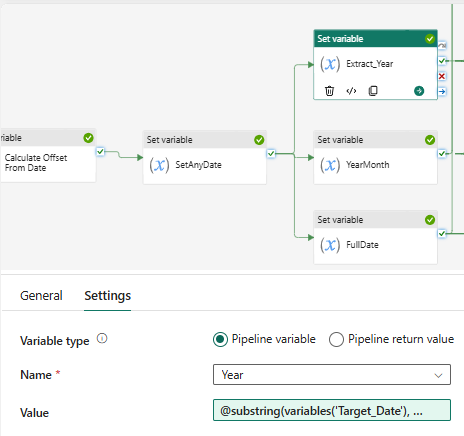 Set variable
(x) Extract_Year
</>
riable
Calculate Offset
From Date
Set variable
(x) SetAnyDate
Set variable
(x) YearMonth
Set variable
(x) FullDate
General Settings
Variable type Pipeline variable Pipeline return value
Name * Year
Value @substring(variables('Target_Date'), ...